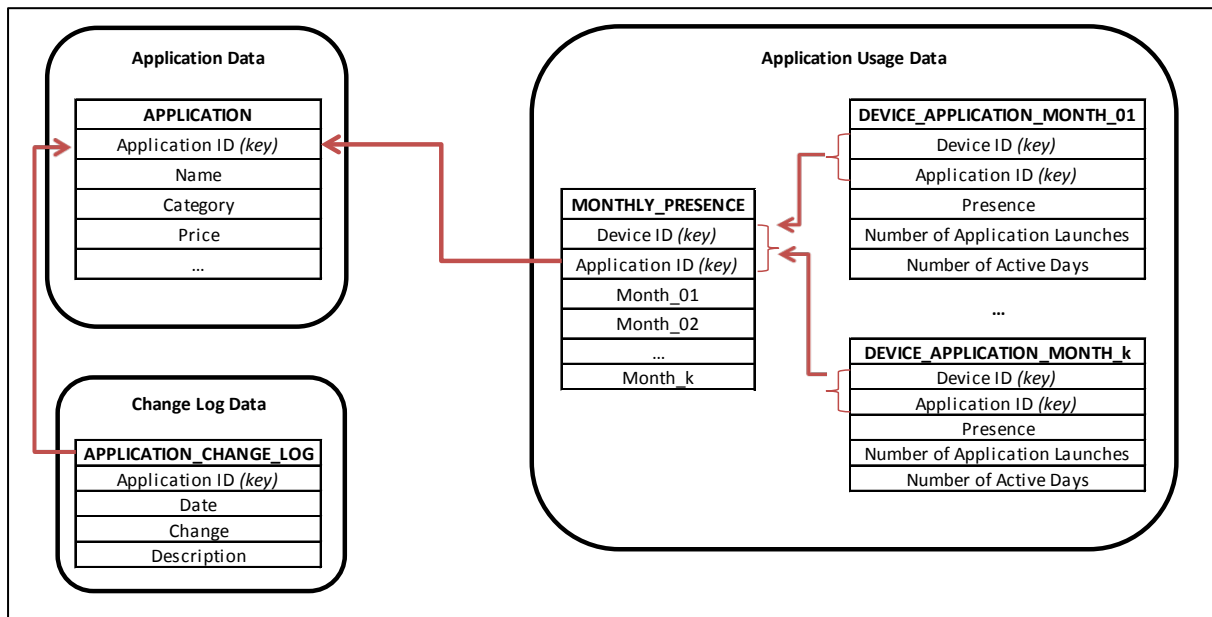 Application Data
APPLICATION
Application ID (key)
Name
Category
Price
...
Change Log Data
APPLICATION_CHANGE_LOG
Application ID (key)
Date
Change
Description
Application Usage Data
MONTHLY_PRESENCE
Device ID (key)
Application ID (key)
Month_01
Month_02
...
Month_k
DEVICE_APPLICATION_MONTH_01
Device ID (key)
Application ID (key)
Presence
Number of Application Launches
Number of Active Days
...
DEVICE_APPLICATION_MONTH_k
Device ID (key)
Application ID (key)
Presence
Number of Application Launches
Number of Active Days